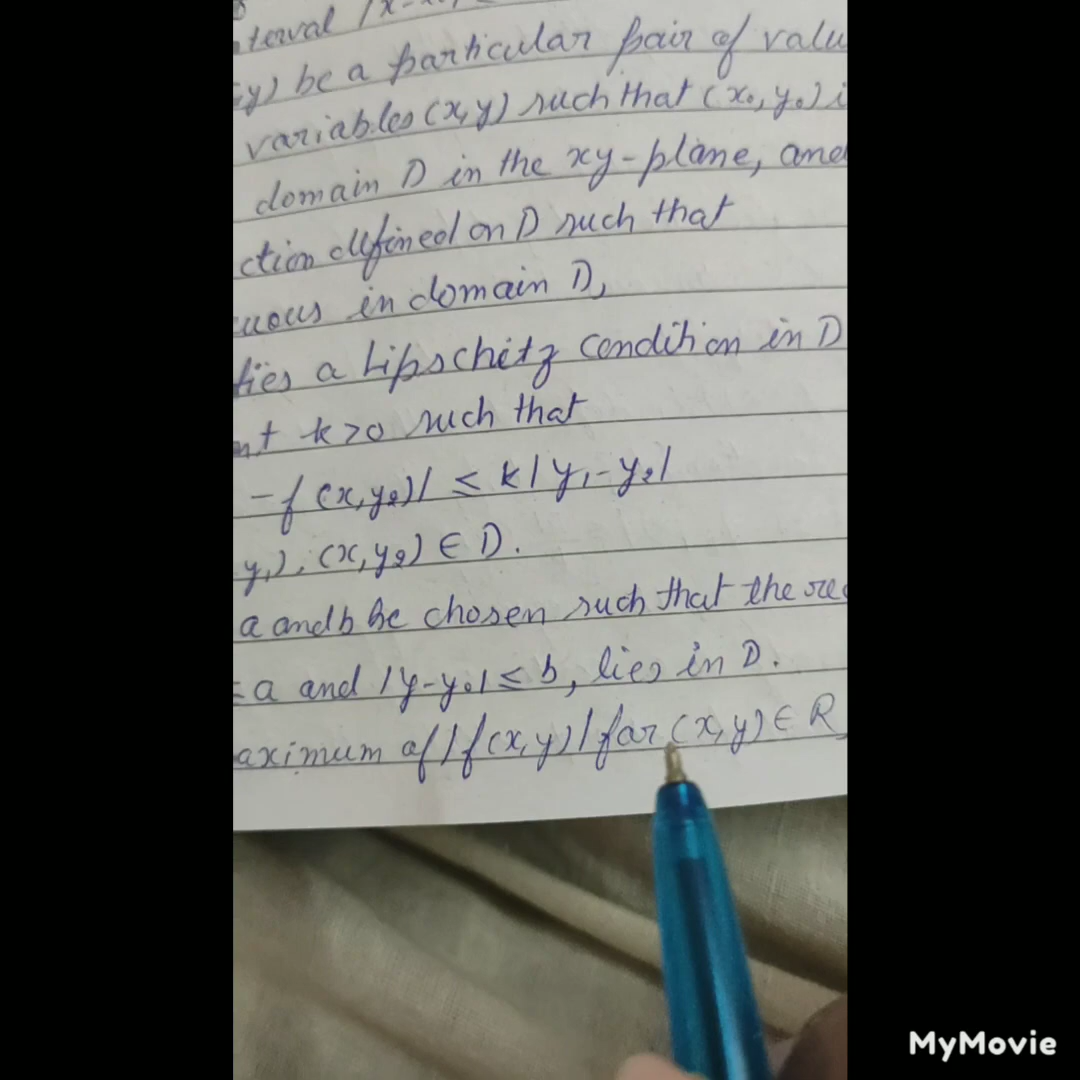 terval |x-x
y) be a particular pair of valu
variables (x,y) such that (x₀,y₀) i
domain D in the xy-plane, and
ction defined on D such that
uous in domain D,
fies a Lipschitz condition in D
nt k>0 such that
-f(x,y₂)| ≤ k|y₁-y₂|
y₁), (x,y₂) ∈ D.
a and b be chosen such that the rec
= a and |y-y₀| ≤ b, lies in D.
aximum of |f(x,y)| for (x,y) ∈ R
MyMovie